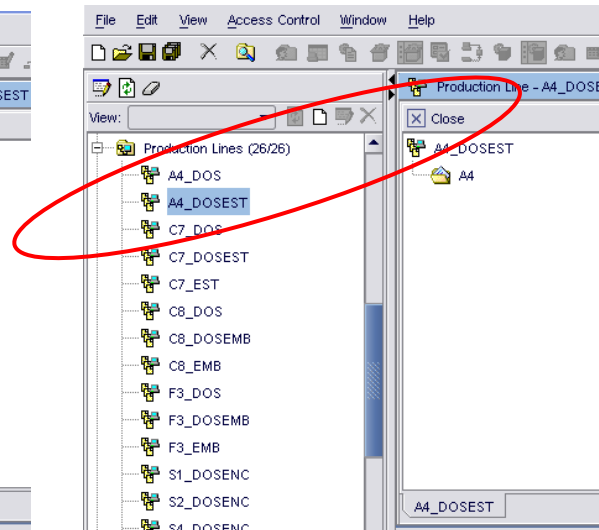 File Edit View Access Control Window Help
SEST
Production Line - A4_DOSE
View:
Close
Production Lines (26/26)
A4_DOS
A4_DOSEST
C7_DOS
C7_DOSEST
C7_EST
C8_DOS
C8_DOSEMB
C8_EMB
F3_DOS
F3_DOSEMB
F3_EMB
S1_DOSENC
S2_DOSENC
S4_DOSENC
A4_DOSEST
A4
A4_DOSEST